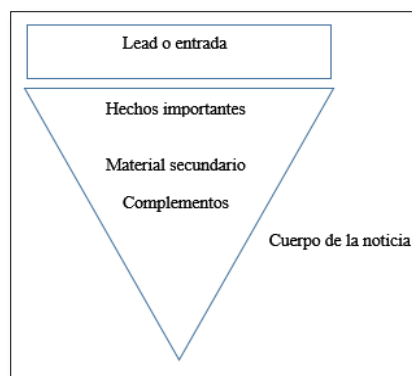 Lead o entrada
Hechos importantes
Material secundario
Complementos
Cuerpo de la noticia